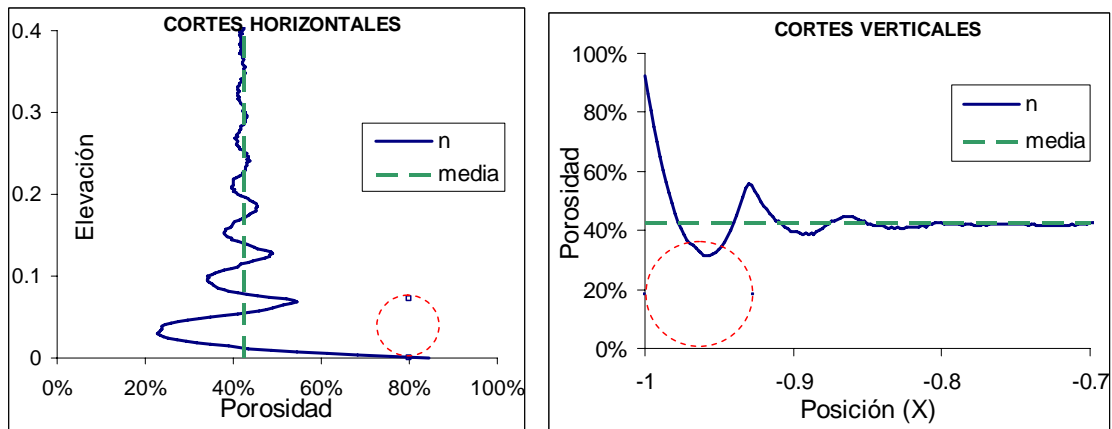 CORTES HORIZONTALES
0.4
0.3
0.2
0.1
0
Elevación
n
media
0% 20% 40% 60% 80% 100%
Porosidad
CORTES VERTICALES
100%
80%
60%
40%
20%
0%
Porosidad
n
media
-1 -0.9 -0.8 -0.7
Posición (X)